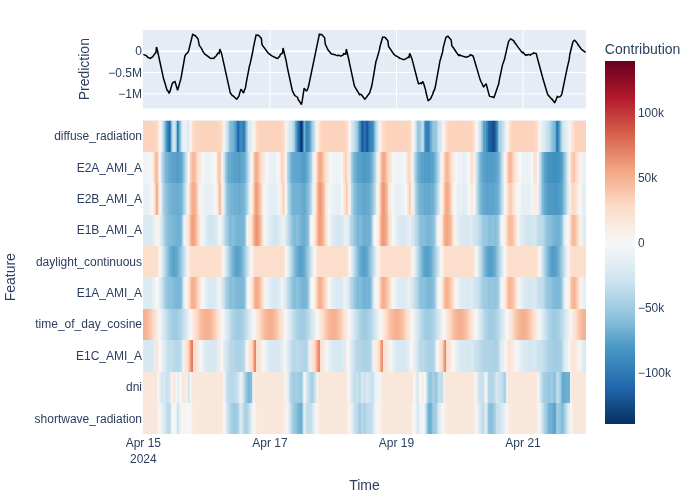 Prediction
0
−0.5M
−1M
Contribution
100k
50k
0
−50k
−100k
Feature
diffuse_radiation
E2A_AMI_A
E2B_AMI_A
E1B_AMI_A
daylight_continuous
E1A_AMI_A
time_of_day_cosine
E1C_AMI_A
dni
shortwave_radiation
Apr 15
2024
Apr 17
Apr 19
Apr 21
Time